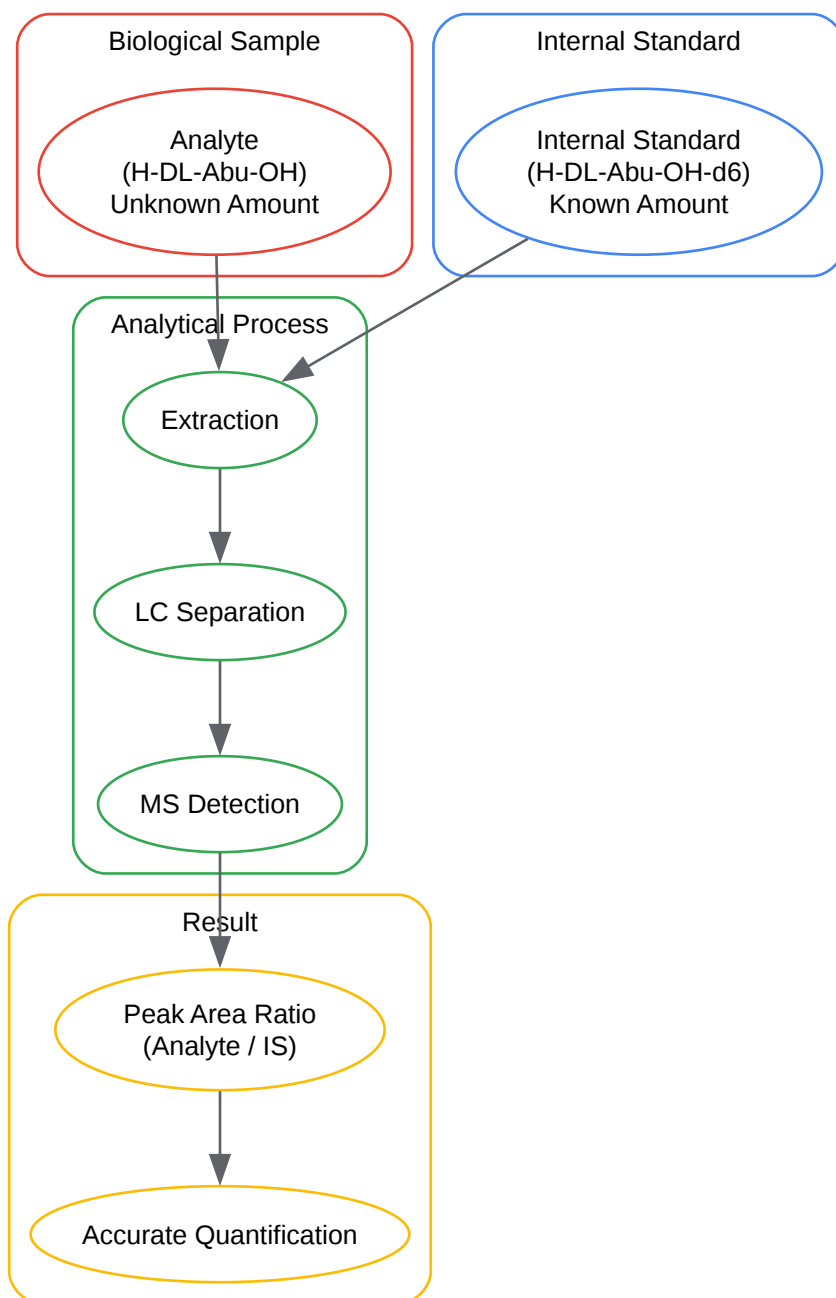 Biological Sample
Analyte
(H-DL-Abu-OH)
Unknown Amount
Internal Standard
Internal Standard
(H-DL-Abu-OH-d6)
Known Amount
Analytical Process
Extraction
LC Separation
MS Detection
Result
Peak Area Ratio
(Analyte / IS)
Accurate Quantification